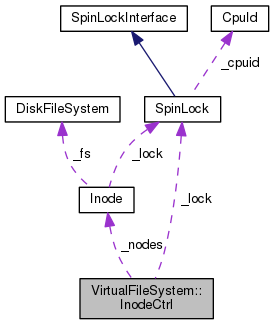 SpinLockInterface
CpuId
_cpuid
DiskFileSystem
SpinLock
_fs
_lock
Inode
_lock
_nodes
VirtualFileSystem::
InodeCtrl